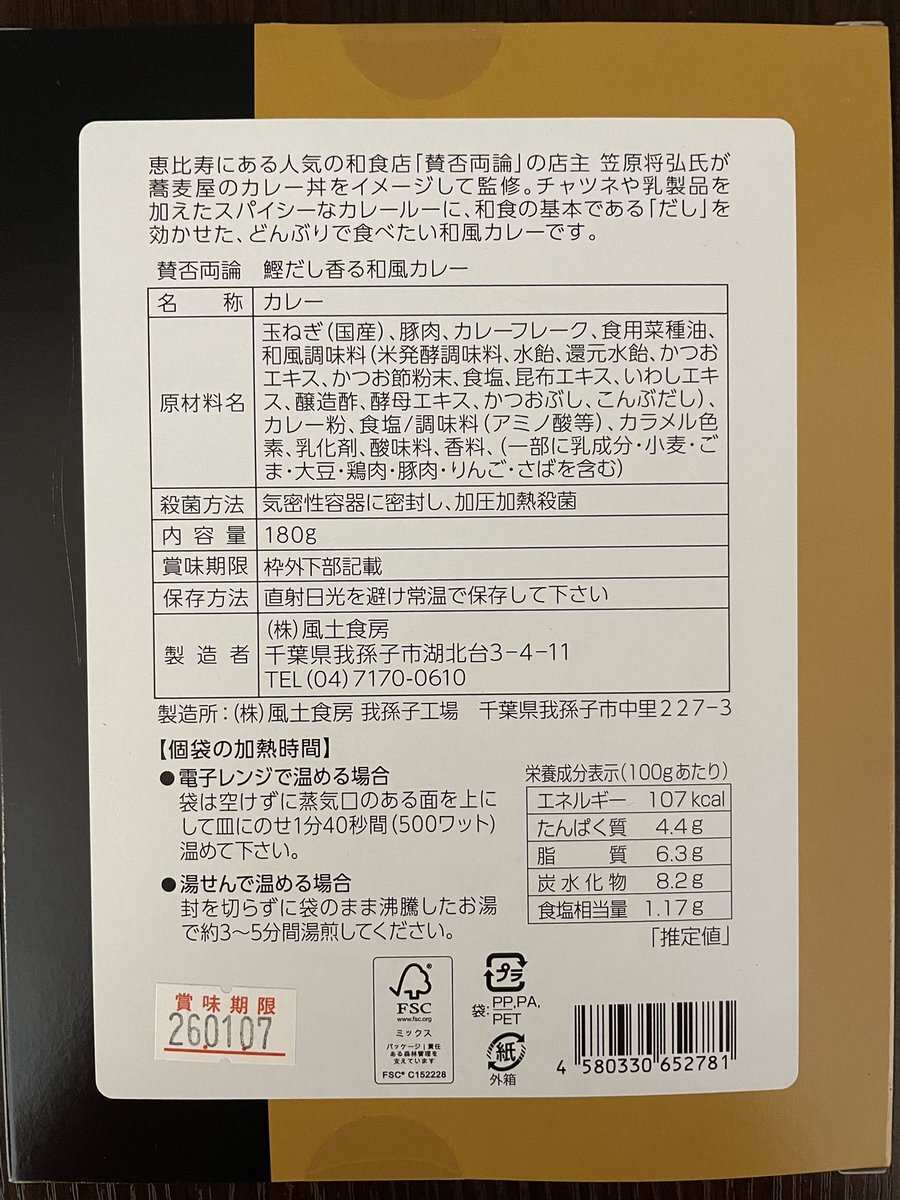 恵比寿にある人気の和食店「賛否両論」の店主 笠原将弘氏が
蕎麦屋のカレー丼をイメージして監修。チャツネや乳製品を
加えたスパイシーなカレールーに、和食の基本である「だし」を
効かせた、どんぶりで食べたい和風カレーです。
賛否両論 鰹だし香る和風カレー
名称 カレー
原材料名
玉ねぎ(国産)、豚肉、カレーフレーク、食用菜種油、
和風調味料(米発酵調味料、水飴、還元水飴、かつお
エキス、かつお節粉末、食塩、昆布エキス、いわしエキ
ス、醸造酢、酵母エキス、かつおぶし、こんぶだし)、
カレー粉、食塩/調味料(アミノ酸等)、カラメル色
素、乳化剤、酸味料、香料、(一部に乳成分・小麦・ご
ま・大豆・鶏肉・豚肉・りんご・さばを含む)
殺菌方法 気密性容器に密封し、加圧加熱殺菌
内容量 180g
賞味期限 枠外下部記載
保存方法 直射日光を避け常温で保存して下さい
製造者
(株)風土食房
千葉県我孫子市湖北台3-4-11
TEL(04)7170-0610
製造所:(株)風土食房 我孫子工場 千葉県我孫子市中里227-3
【個袋の加熱時間】
●電子レンジで温める場合
袋は空けずに蒸気口のある面を上に
して皿にのせ1分40秒間(500ワット)
温めて下さい。
●湯せんで温める場合
封を切らずに袋のまま沸騰したお湯
で約3~5分間湯煎してください。
栄養成分表示(100gあたり)
エネルギー 107kcal
たんぱく質 4.4g
脂質 6.3g
炭水化物 8.2g
食塩相当量 1.17g
「推定値」
賞味期限
260107
FSC
www.fsc.org
ミックス
パッケージ|責任
ある森林管理を
支えています
FSC® C152228
プラ
袋:PP,PA,
PET
紙
外箱
4 580330 652781